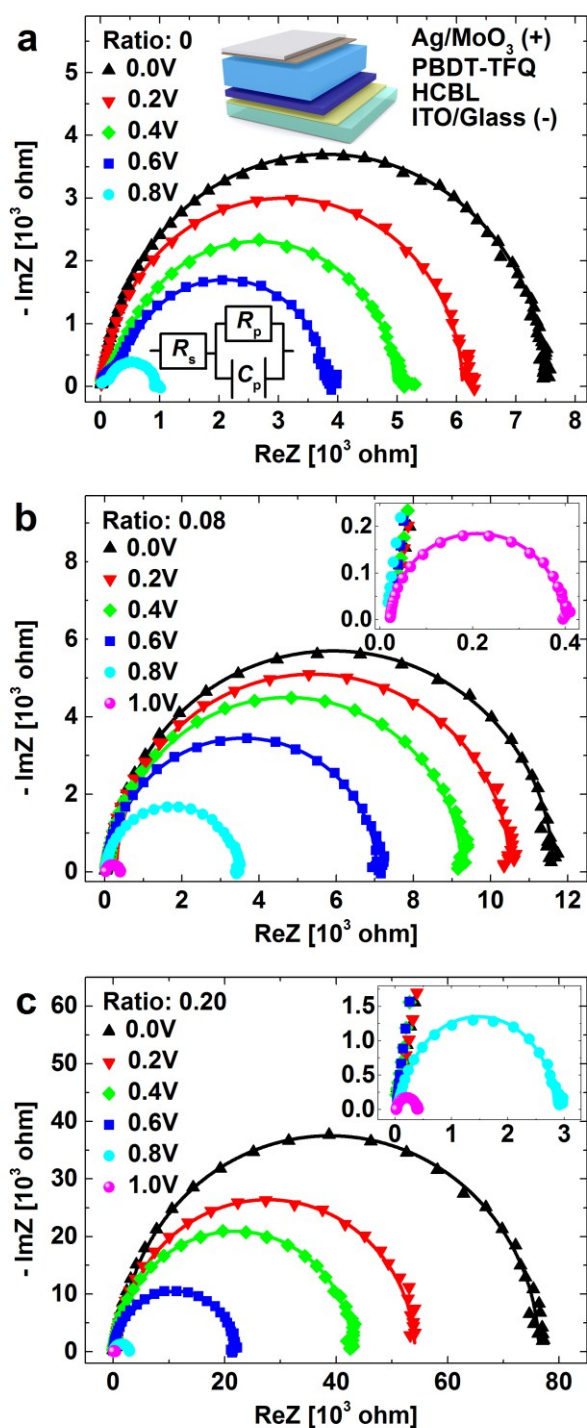 a
Ratio: 0
0.0V
0.2V
0.4V
0.6V
0.8V
Ag/MoO₃ (+)
PBDT-TFQ
HCBL
ITO/Glass (-)
Rₛ
Rₚ
Cₚ
5
4
3
2
1
0
- ImZ [10³ ohm]
0 1 2 3 4 5 6 7 8
ReZ [10³ ohm]
b
Ratio: 0.08
0.0V
0.2V
0.4V
0.6V
0.8V
1.0V
0.2
0.1
0.0
0.0 0.2 0.4
8
6
4
2
0
- ImZ [10³ ohm]
0 2 4 6 8 10 12
ReZ [10³ ohm]
c
Ratio: 0.20
0.0V
0.2V
0.4V
0.6V
0.8V
1.0V
1.5
1.0
0.5
0.0
0 1 2 3
60
50
40
30
20
10
0
- ImZ [10³ ohm]
0 20 40 60 80
ReZ [10³ ohm]